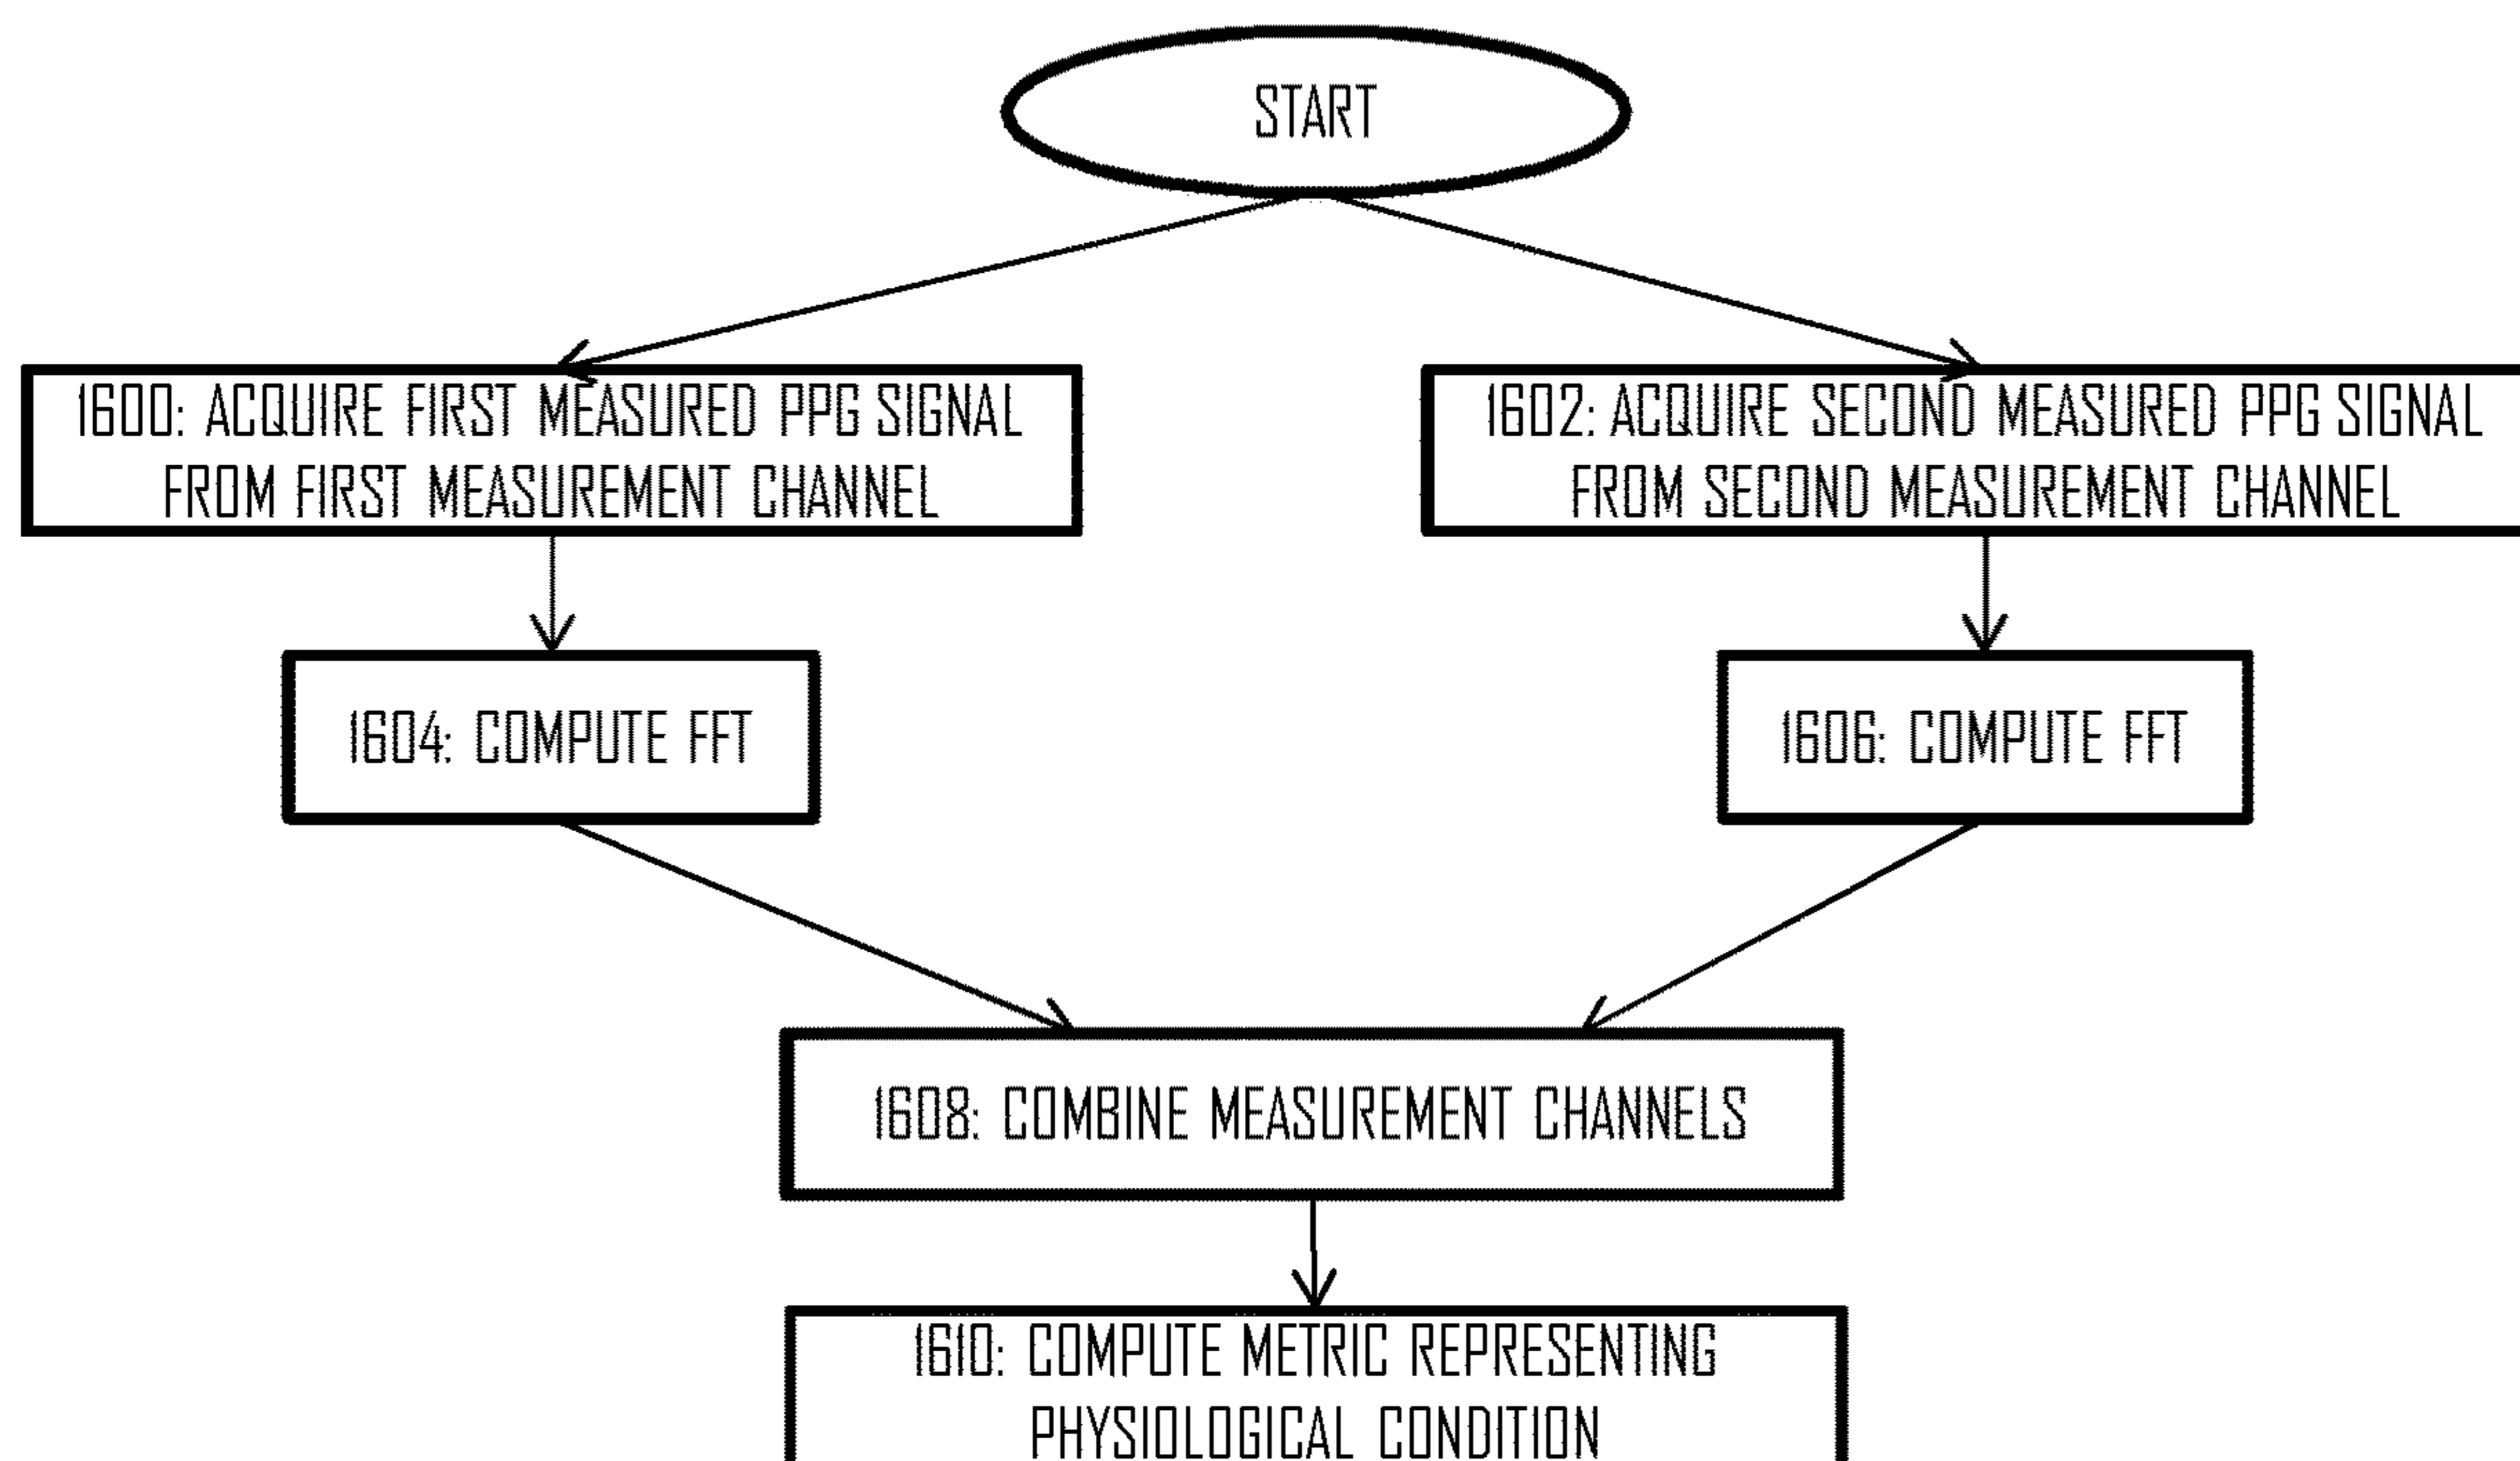 START
1600: ACQUIRE FIRST MEASURED PPG SIGNAL
FROM FIRST MEASUREMENT CHANNEL
1602: ACQUIRE SECOND MEASURED PPG SIGNAL
FROM SECOND MEASUREMENT CHANNEL
1604: COMPUTE FFT
1606: COMPUTE FFT
1608: COMBINE MEASUREMENT CHANNELS
1610: COMPUTE METRIC REPRESENTING
PHYSIOLOGICAL CONDITION